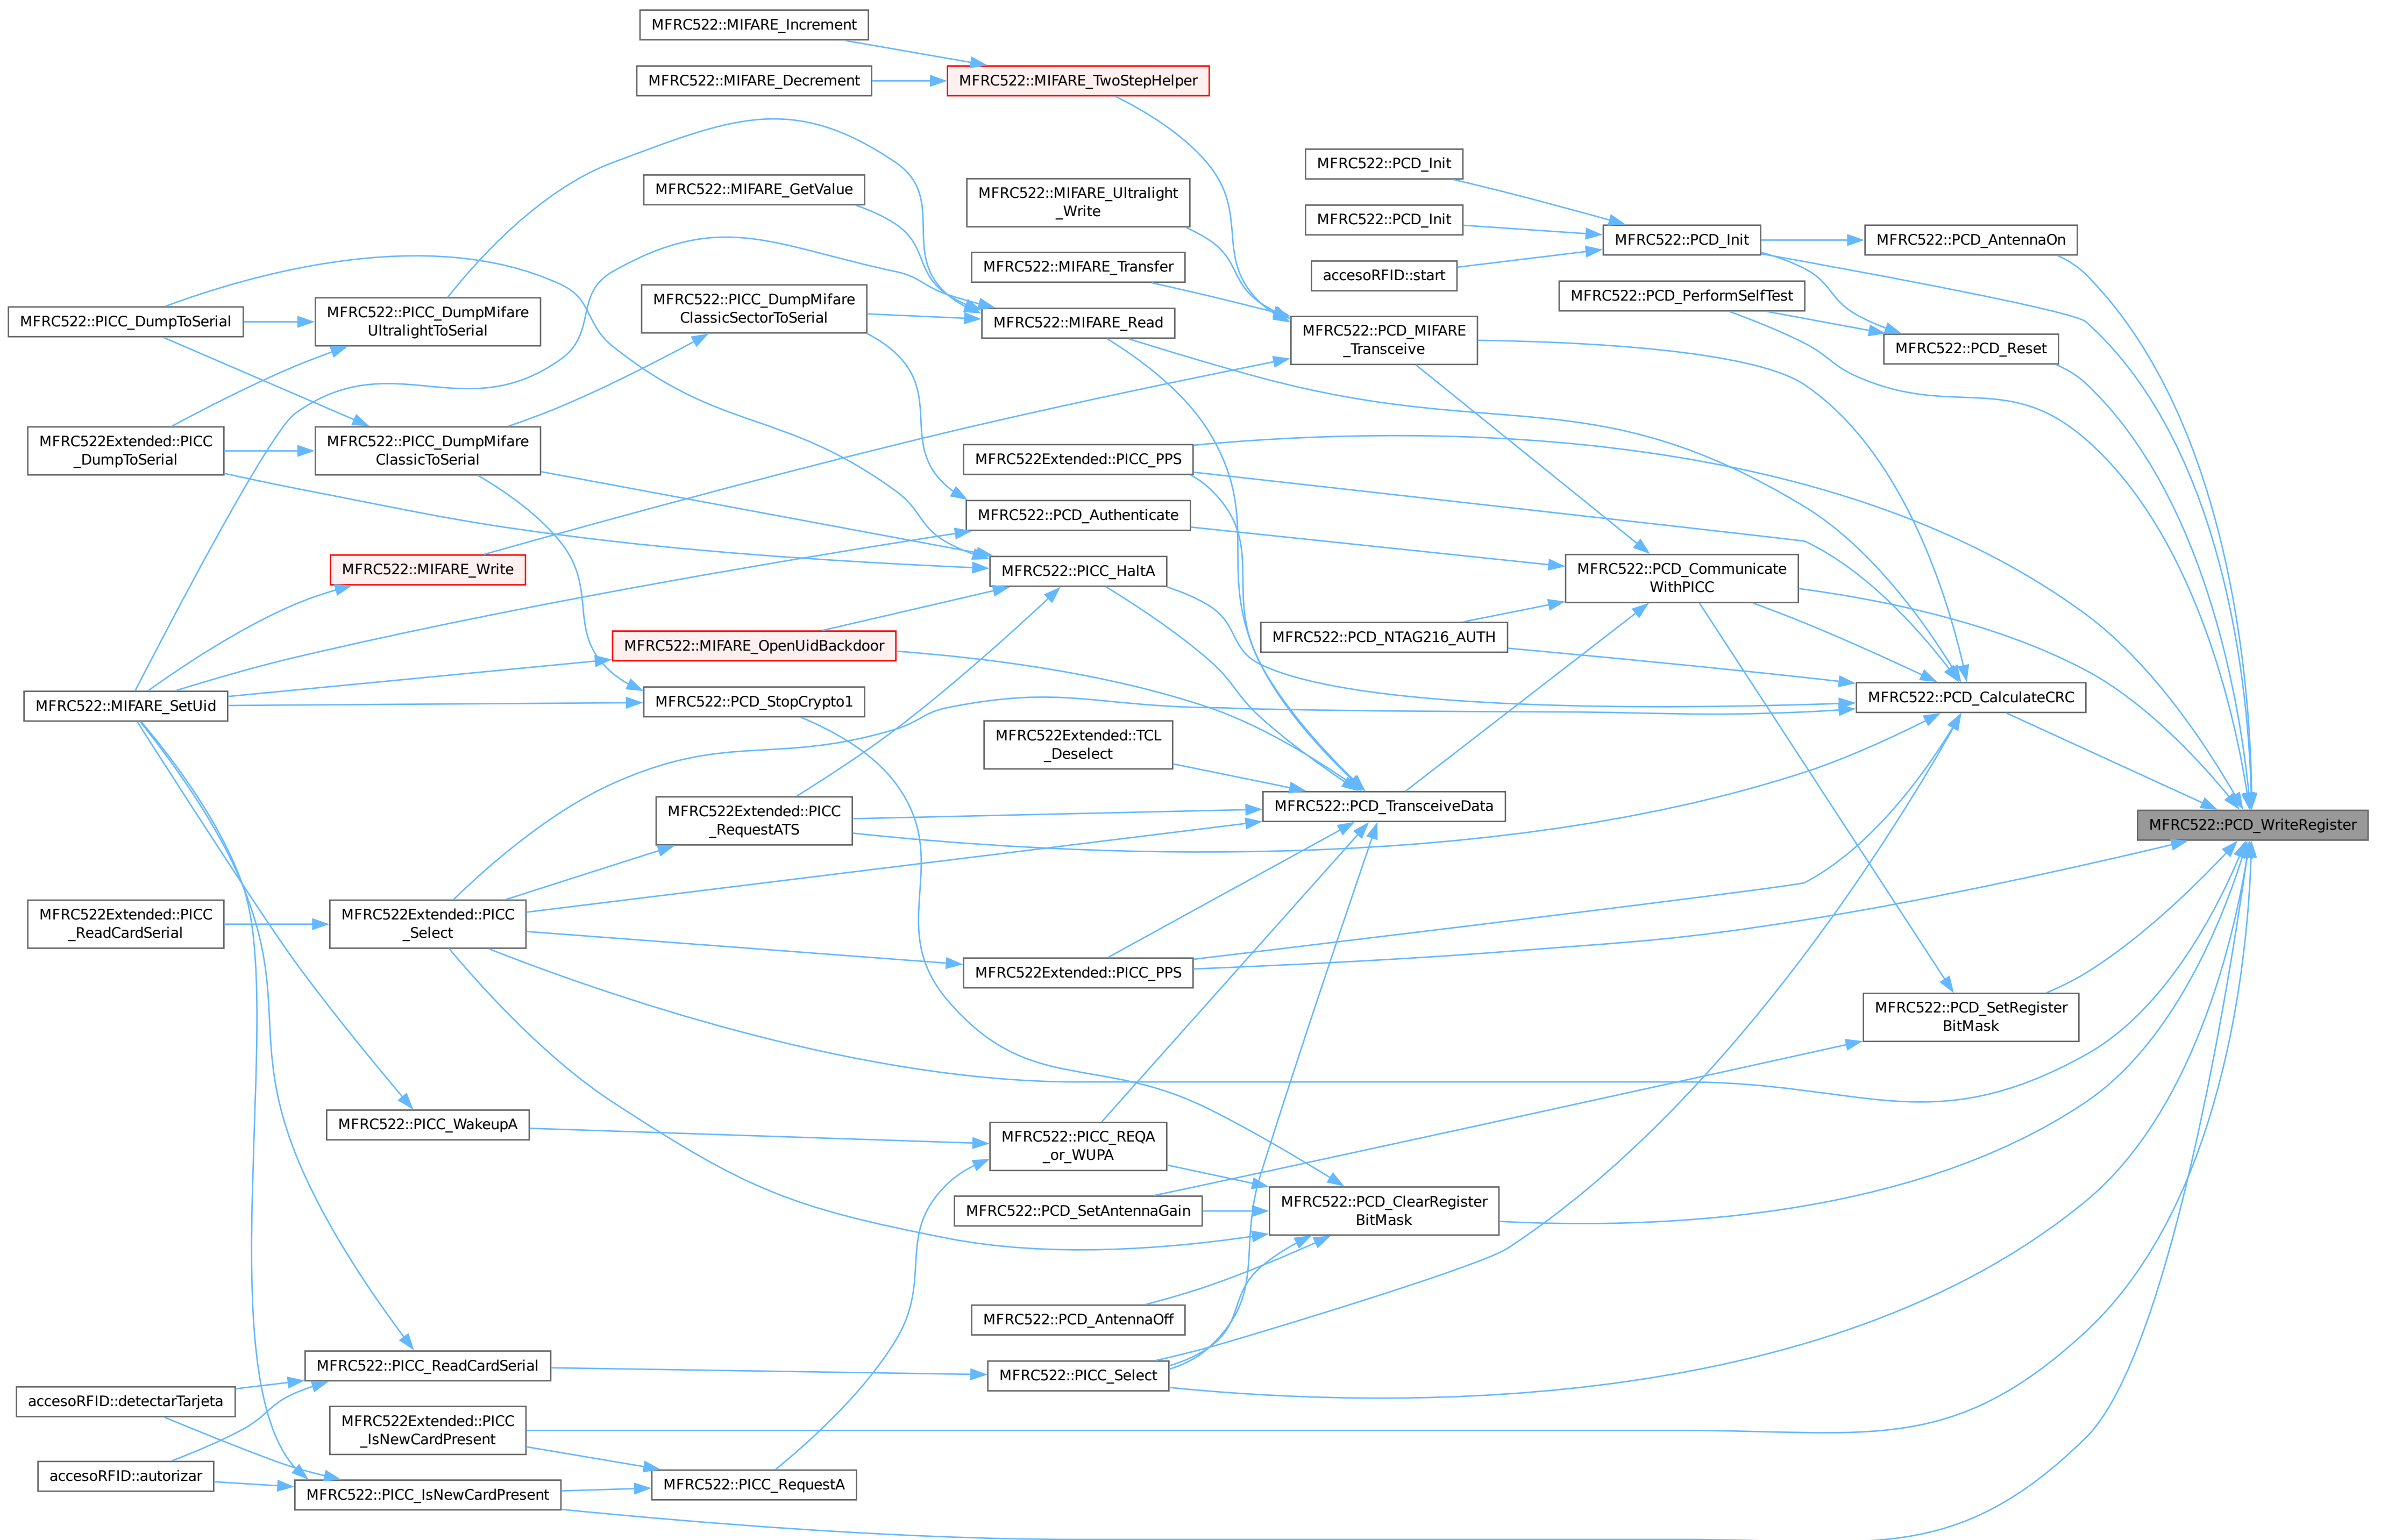 MFRC522::MIFARE_Increment
MFRC522::MIFARE_Decrement
MFRC522::MIFARE_TwoStepHelper
MFRC522::PCD_Init
MFRC522::MIFARE_GetValue
MFRC522::MIFARE_Ultralight
_Write
MFRC522::PCD_Init
MFRC522::PCD_Init
MFRC522::PCD_AntennaOn
MFRC522::MIFARE_Transfer
accesoRFID::start
MFRC522::PCD_PerformSelfTest
MFRC522::PICC_DumpToSerial
MFRC522::PICC_DumpMifare
UltralightToSerial
MFRC522::PICC_DumpMifare
ClassicSectorToSerial
MFRC522::MIFARE_Read
MFRC522::PCD_MIFARE
_Transceive
MFRC522::PCD_Reset
MFRC522Extended::PICC
_DumpToSerial
MFRC522::PICC_DumpMifare
ClassicToSerial
MFRC522Extended::PICC_PPS
MFRC522::PCD_Authenticate
MFRC522::MIFARE_Write
MFRC522::PICC_HaltA
MFRC522::PCD_Communicate
WithPICC
MFRC522::MIFARE_OpenUidBackdoor
MFRC522::PCD_NTAG216_AUTH
MFRC522::MIFARE_SetUid
MFRC522::PCD_StopCrypto1
MFRC522::PCD_CalculateCRC
MFRC522Extended::TCL
_Deselect
MFRC522Extended::PICC
_RequestATS
MFRC522::PCD_TransceiveData
MFRC522::PCD_WriteRegister
MFRC522Extended::PICC
_ReadCardSerial
MFRC522Extended::PICC
_Select
MFRC522Extended::PICC_PPS
MFRC522::PCD_SetRegister
BitMask
MFRC522::PICC_WakeupA
MFRC522::PICC_REQA
_or_WUPA
MFRC522::PCD_SetAntennaGain
MFRC522::PCD_ClearRegister
BitMask
MFRC522::PCD_AntennaOff
MFRC522::PICC_ReadCardSerial
MFRC522::PICC_Select
accesoRFID::detectarTarjeta
MFRC522Extended::PICC
_IsNewCardPresent
accesoRFID::autorizar
MFRC522::PICC_IsNewCardPresent
MFRC522::PICC_RequestA